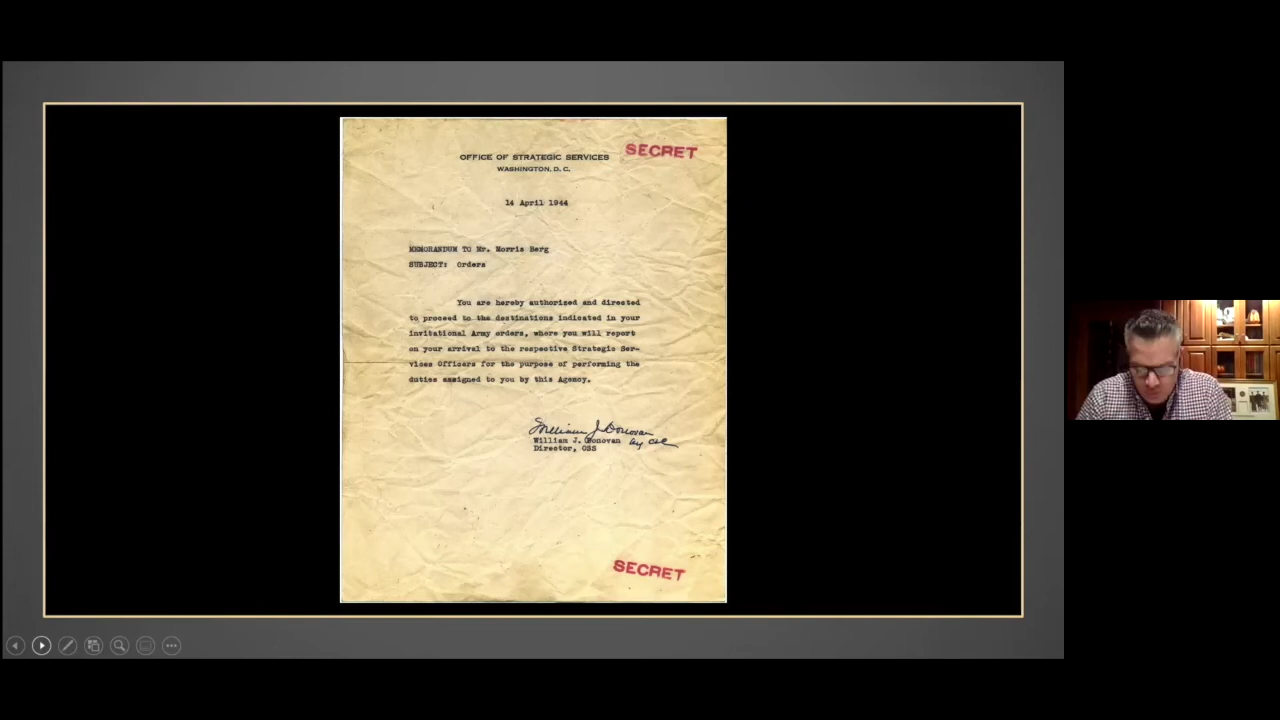 OFFICE OF STRATEGIC SERVICES
WASHINGTON, D. C.
SECRET
14 April 1944
MEMORANDUM TO Mr. Morris Berg
SUBJECT: Orders
You are hereby authorized and directed
to proceed to the destinations indicated in your
invitational Army orders, where you will report
on your arrival to the respective Strategic Ser-
vices Officers for the purpose of performing the
duties assigned to you by this Agency.
William J. Donovan
William J. Donovan by
Director, OSS
SECRET